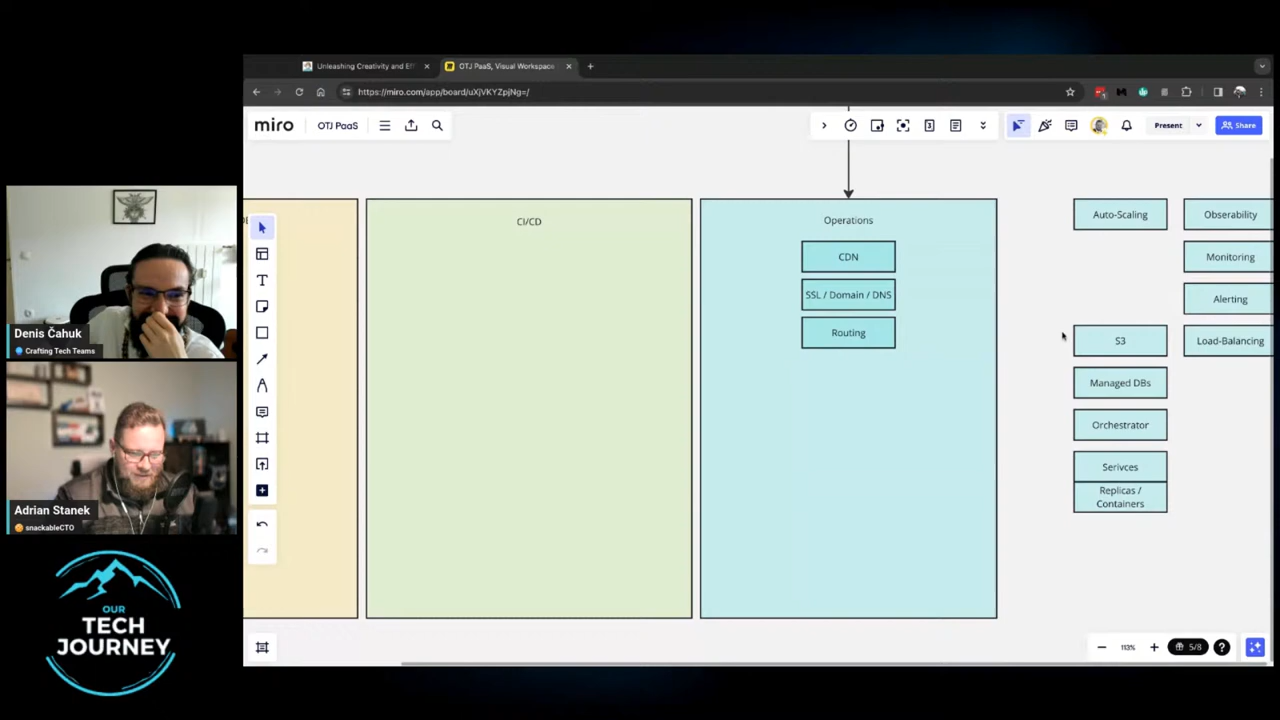 Unleashing Creativity and Ef
OTJ PaaS, Visual Workspace
https://miro.com/app/board/uXjVKYZpjNg=/
miro
OTJ PaaS
Present
Share
CI/CD
Operations
CDN
SSL / Domain / DNS
Routing
Auto-Scaling
Obserability
Monitoring
Alerting
S3
Load-Balancing
Managed DBs
Orchestrator
Serivces
Replicas /
Containers
113%
5/8
Denis Čahuk
Crafting Tech Teams
Adrian Stanek
snackableCTO
OUR
TECH
JOURNEY